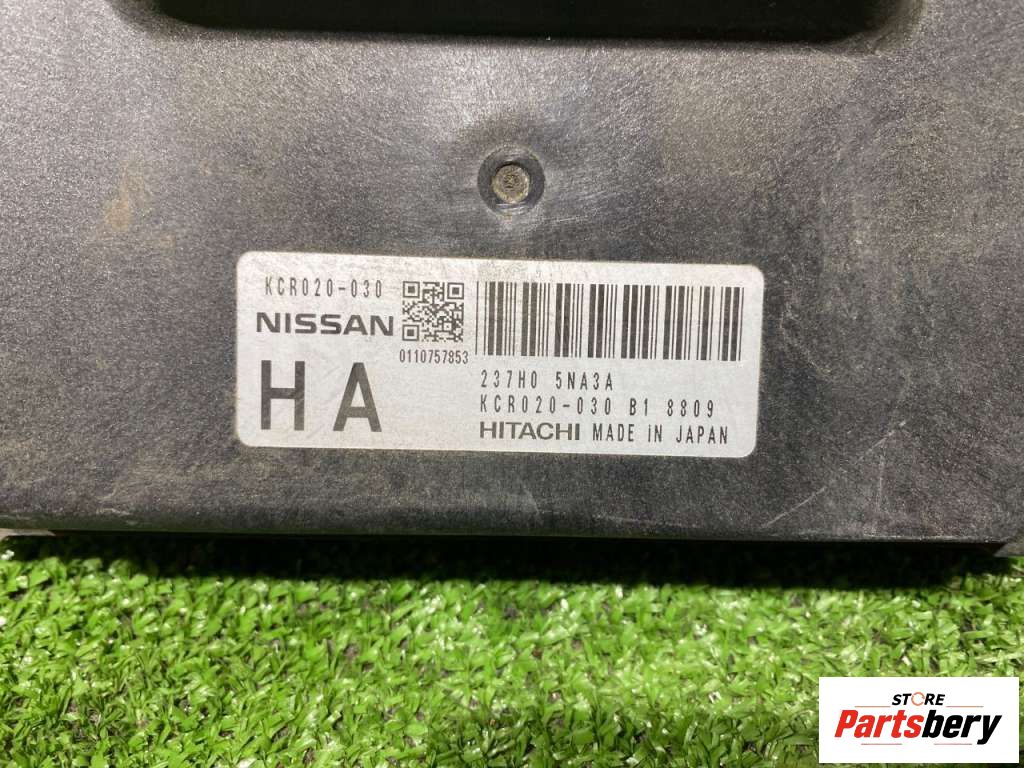 KCR020-030
NISSAN
0110757853
HA
237H0 5NA3A
KCR020-030 B1 8809
HITACHI MADE IN JAPAN
STORE
Partsbery